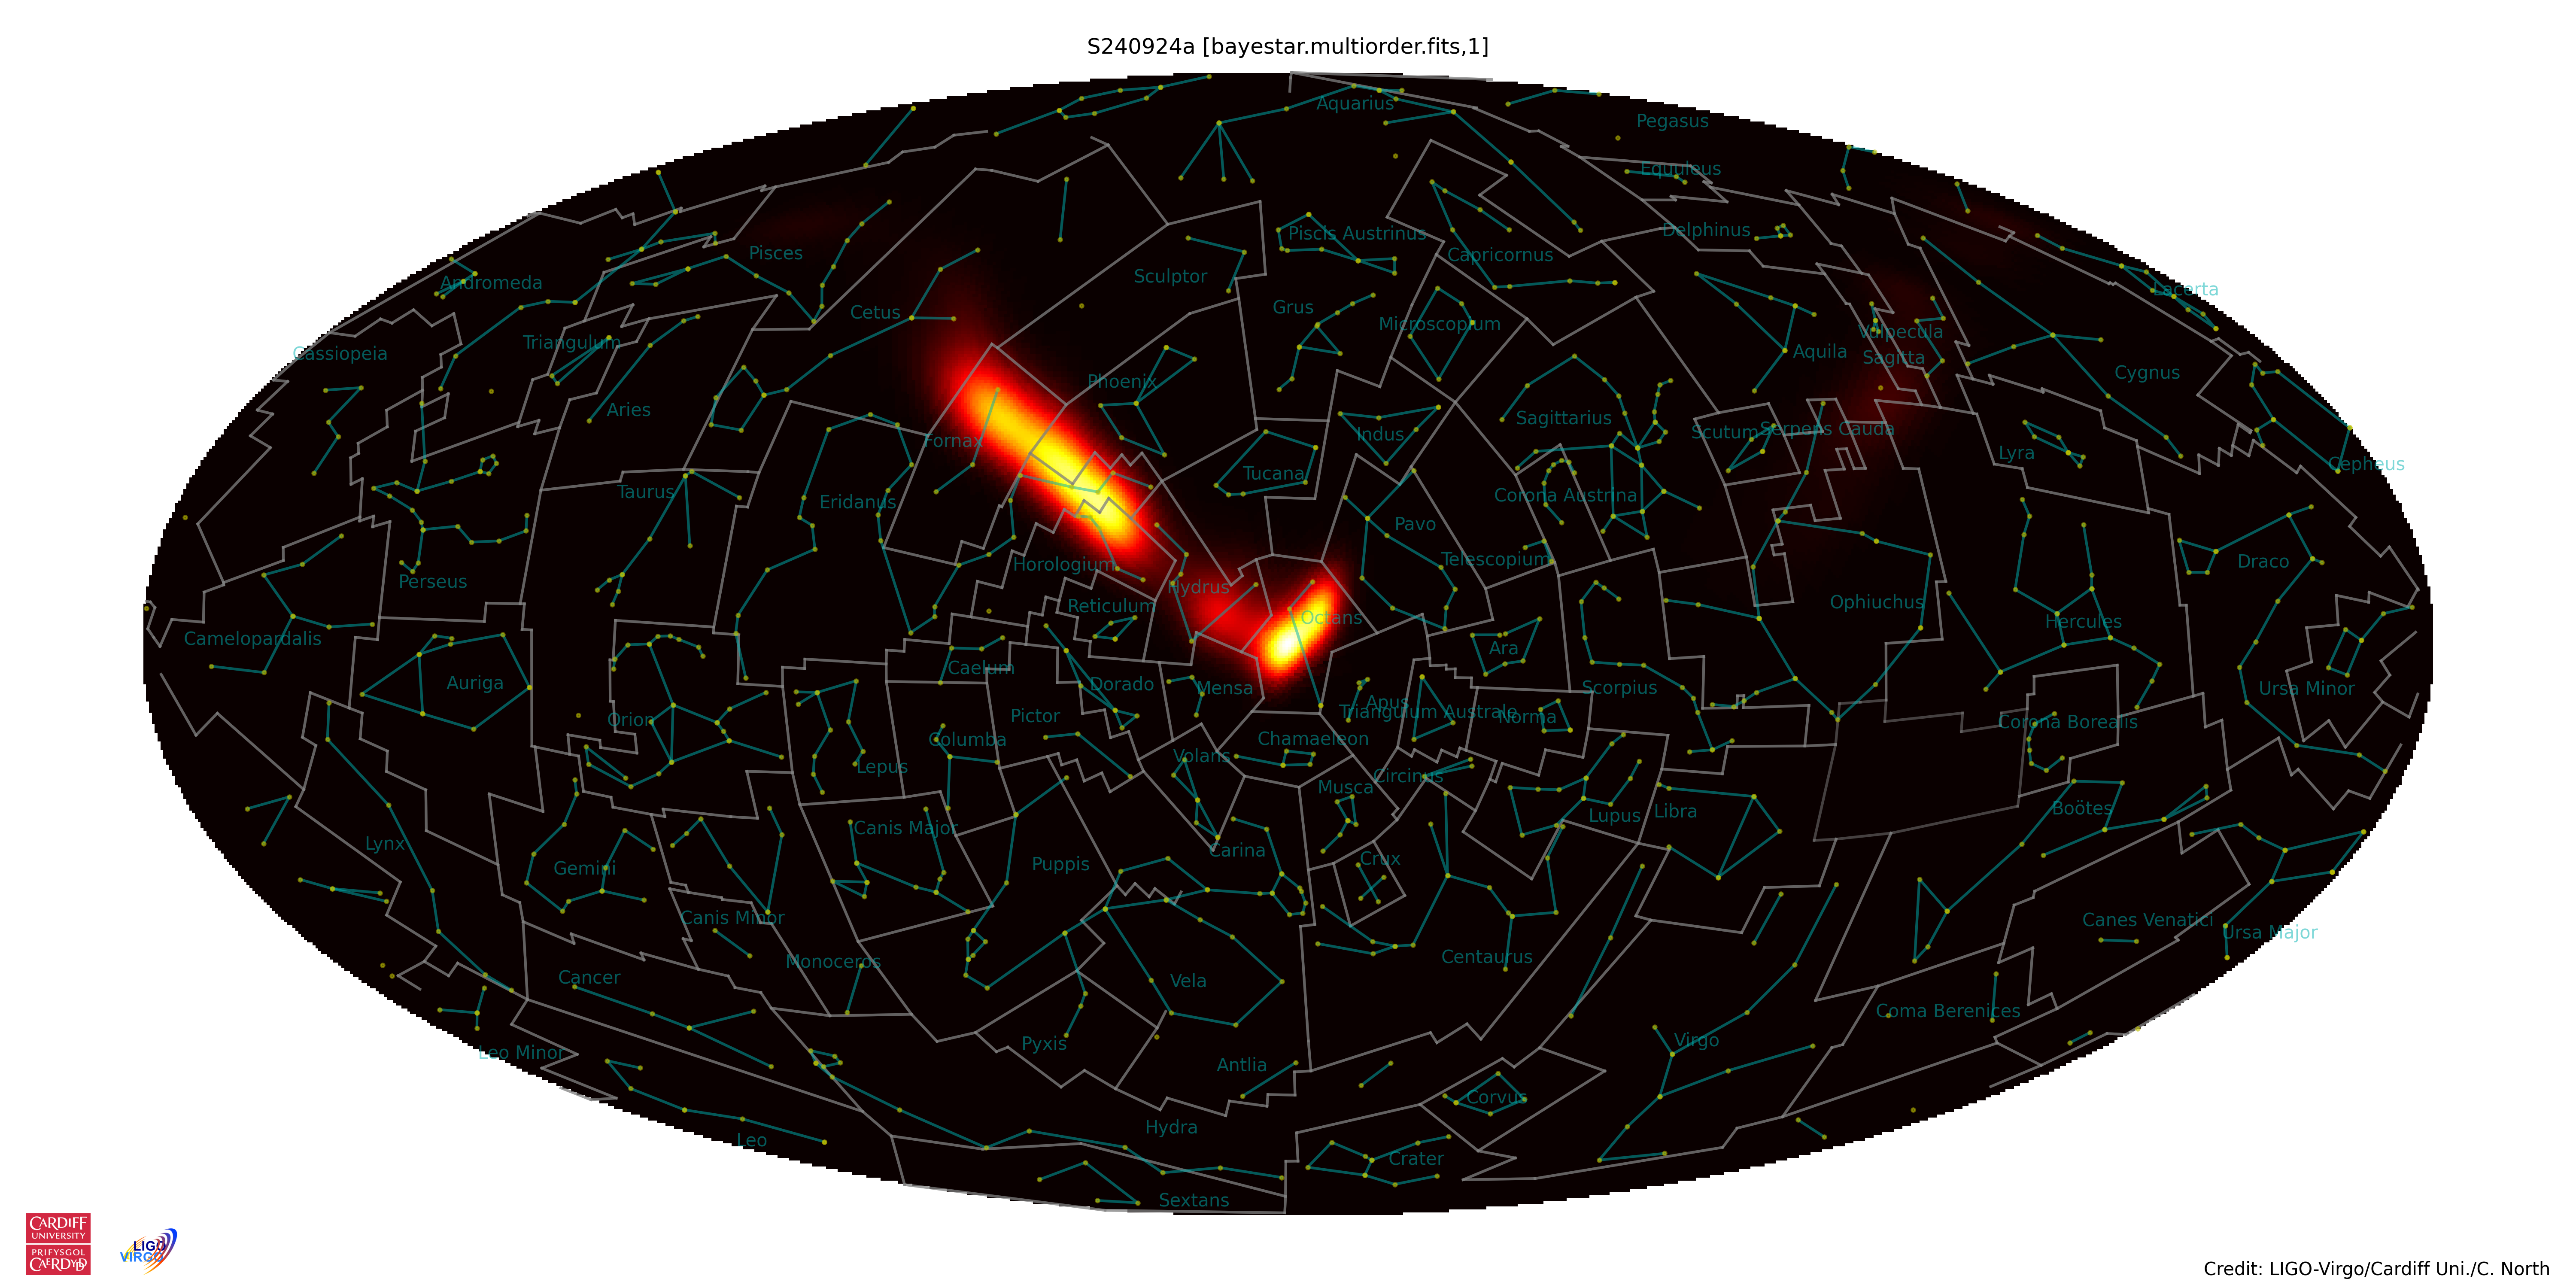 S240924a [bayestar.multiorder.fits,1]
Aquarius
Pegasus
Equuleus
Delphinus
Piscis Austrinus
Pisces
Capricornus
Sculptor
Andromeda
Lacerta
Grus
Cetus
Microscopium
Vulpecula
Triangulum
Cassiopeia
Aquila
Sagitta
Cygnus
Phoenix
Aries
Sagittarius
Serpens Cauda
Scutum
Indus
Fornax
Lyra
Cepheus
Tucana
Taurus
Corona Austrina
Eridanus
Pavo
Telescopium
Draco
Horologium
Perseus
Hydrus
Ophiuchus
Reticulum
Octans
Hercules
Camelopardalis
Ara
Caelum
Auriga
Dorado
Mensa
Scorpius
Ursa Minor
Apus
Triangulum Australe
Pictor
Norma
Orion
Corona Borealis
Columba
Chamaeleon
Volans
Lepus
Circinus
Musca
Boötes
Libra
Lupus
Canis Major
Lynx
Carina
Crux
Puppis
Gemini
Canis Minor
Canes Venatici
Ursa Major
Centaurus
Monoceros
Cancer
Vela
Coma Berenices
Virgo
Pyxis
Leo Minor
Antlia
Corvus
Hydra
Leo
Crater
Sextans
CARDIFF
UNIVERSITY
PRIFYSGOL
CAERDYDD
LIGO
VIRGO
Credit: LIGO-Virgo/Cardiff Uni./C. North